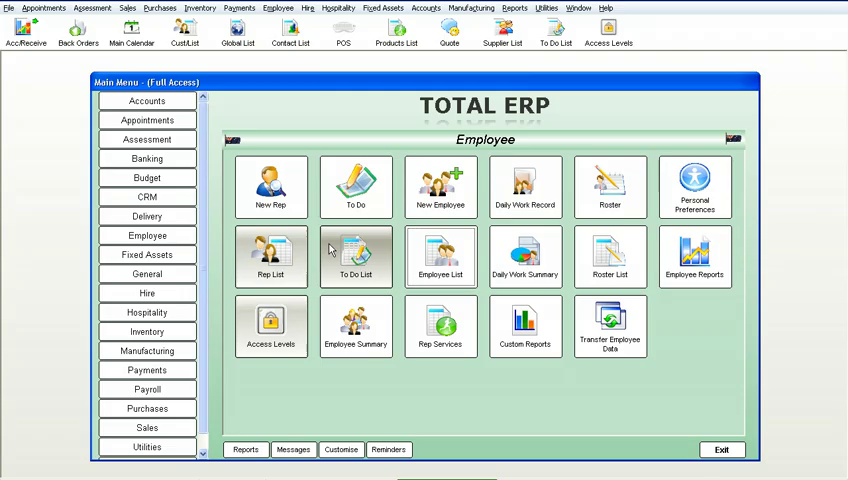 File Appointments Assessment Sales Purchases Inventory Payments Employee Hire Hospitality Fixed Assets Accounts Manufacturing Reports Utilities Window Help
Acc/Receive Back Orders Main Calendar Cust/List Global List Contact List POS Products List Quote Supplier List To Do List Access Levels
Main Menu - (Full Access)
Accounts
Appointments
Assessment
Banking
Budget
CRM
Delivery
Employee
Fixed Assets
General
Hire
Hospitality
Inventory
Manufacturing
Payments
Payroll
Purchases
Sales
Utilities
TOTAL ERP
Employee
New Rep To Do New Employee Daily Work Record Roster Personal
Preferences
Rep List To Do List Employee List Daily Work Summary Roster List Employee Reports
Access Levels Employee Summary Rep Services Custom Reports Transfer Employee
Data
Reports Messages Customise Reminders Exit